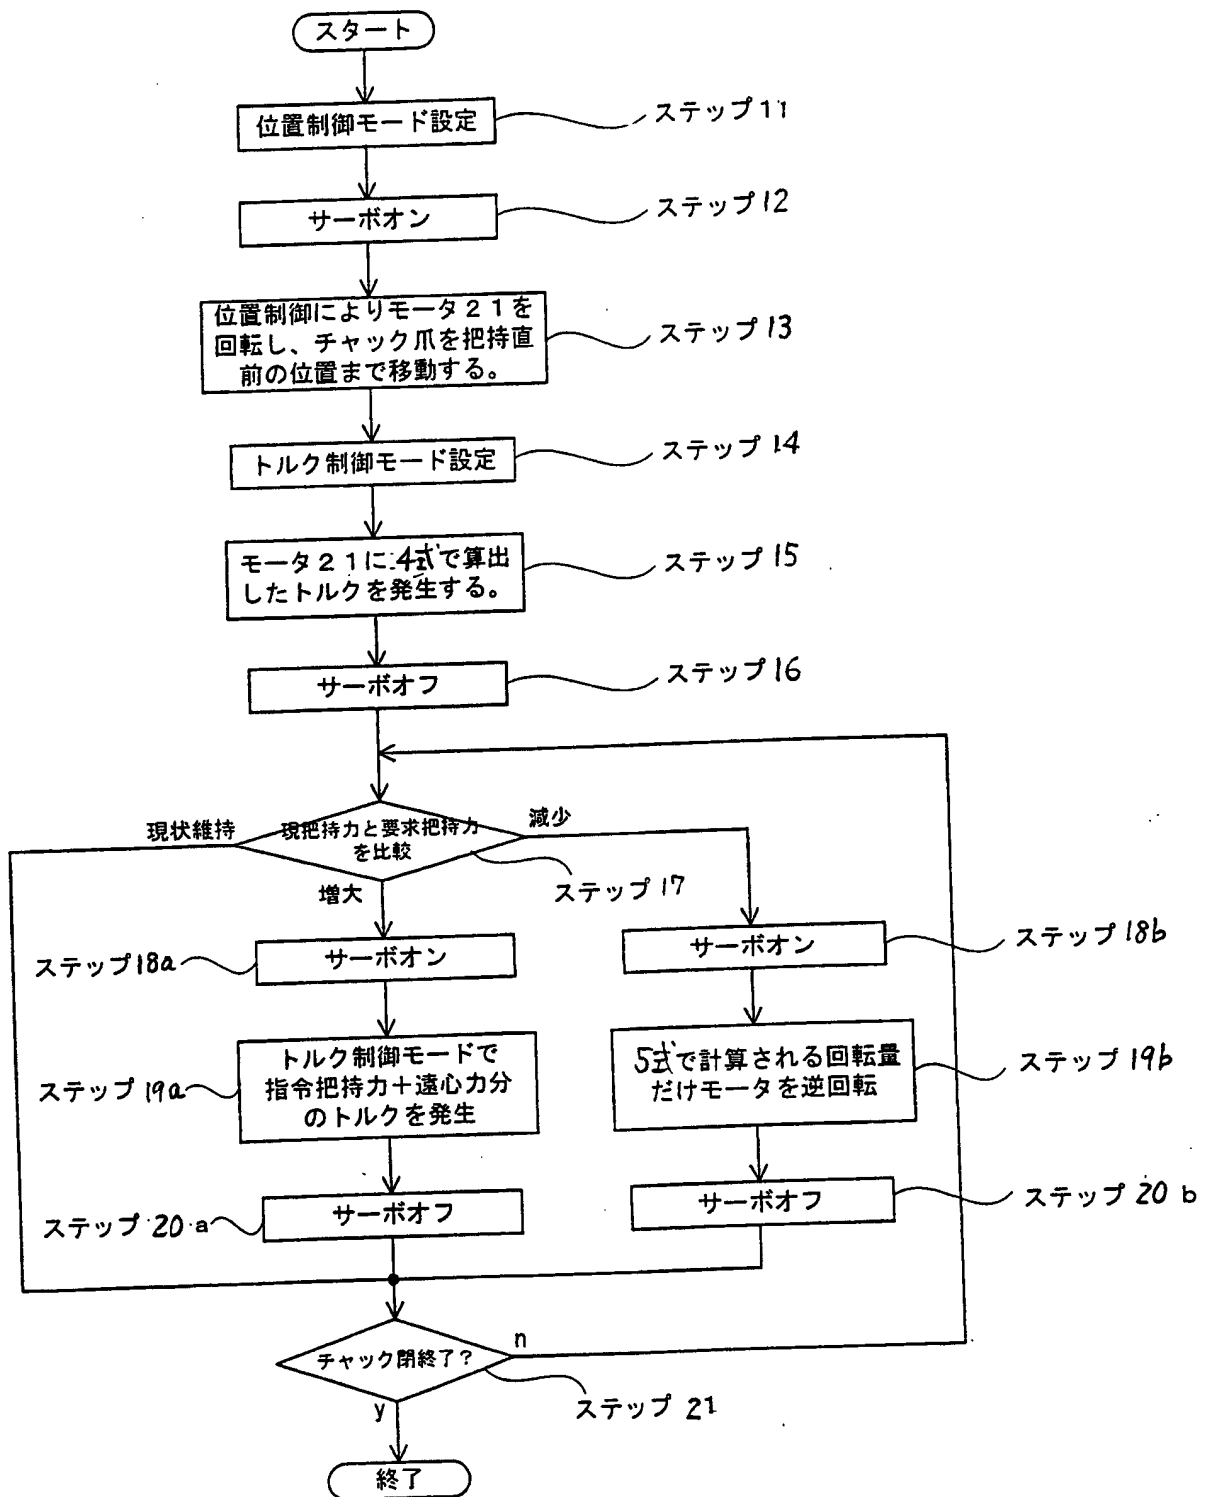 スタート
位置制御モード設定
ステップ11
サーボオン
ステップ12
位置制御によりモータ21を
回転し、チャック爪を把持直
前の位置まで移動する。
ステップ13
トルク制御モード設定
ステップ14
モータ21に4式で算出
したトルクを発生する。
ステップ15
サーボオフ
ステップ16
現状維持
現把持力と要求把持力
を比較
減少
増大
ステップ17
ステップ18a
サーボオン
サーボオン
ステップ18b
ステップ19a
トルク制御モードで
指令把持力+遠心力分
のトルクを発生
5式で計算される回転量
だけモータを逆回転
ステップ19b
ステップ20a
サーボオフ
サーボオフ
ステップ20b
チャック閉終了?
n
y
ステップ21
終了